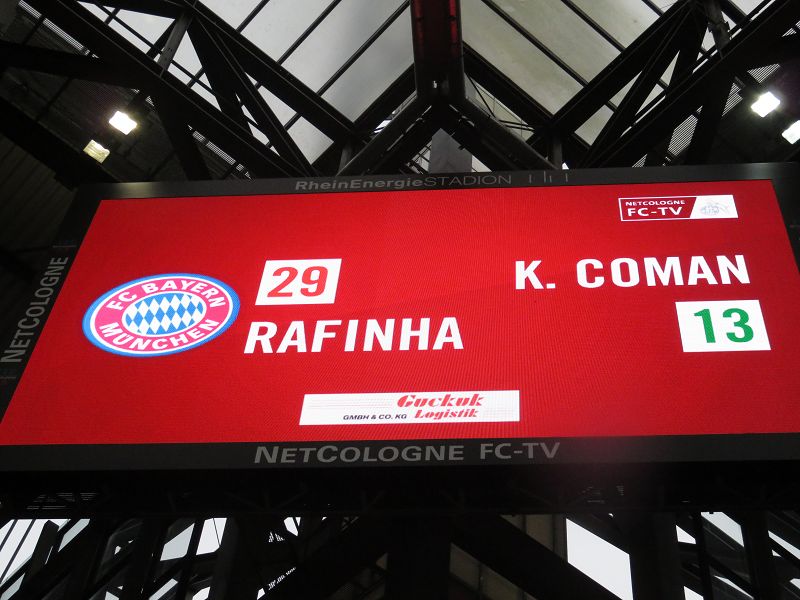 RheinEnergieSTADION
NETCOLOGNE
FC-TV
NETCOLOGNE
FC BAYERN
MÜNCHEN
29
RAFINHA
K. COMAN
13
Guckuk
GMBH & CO. KG Logistik
NETCOLOGNE FC-TV